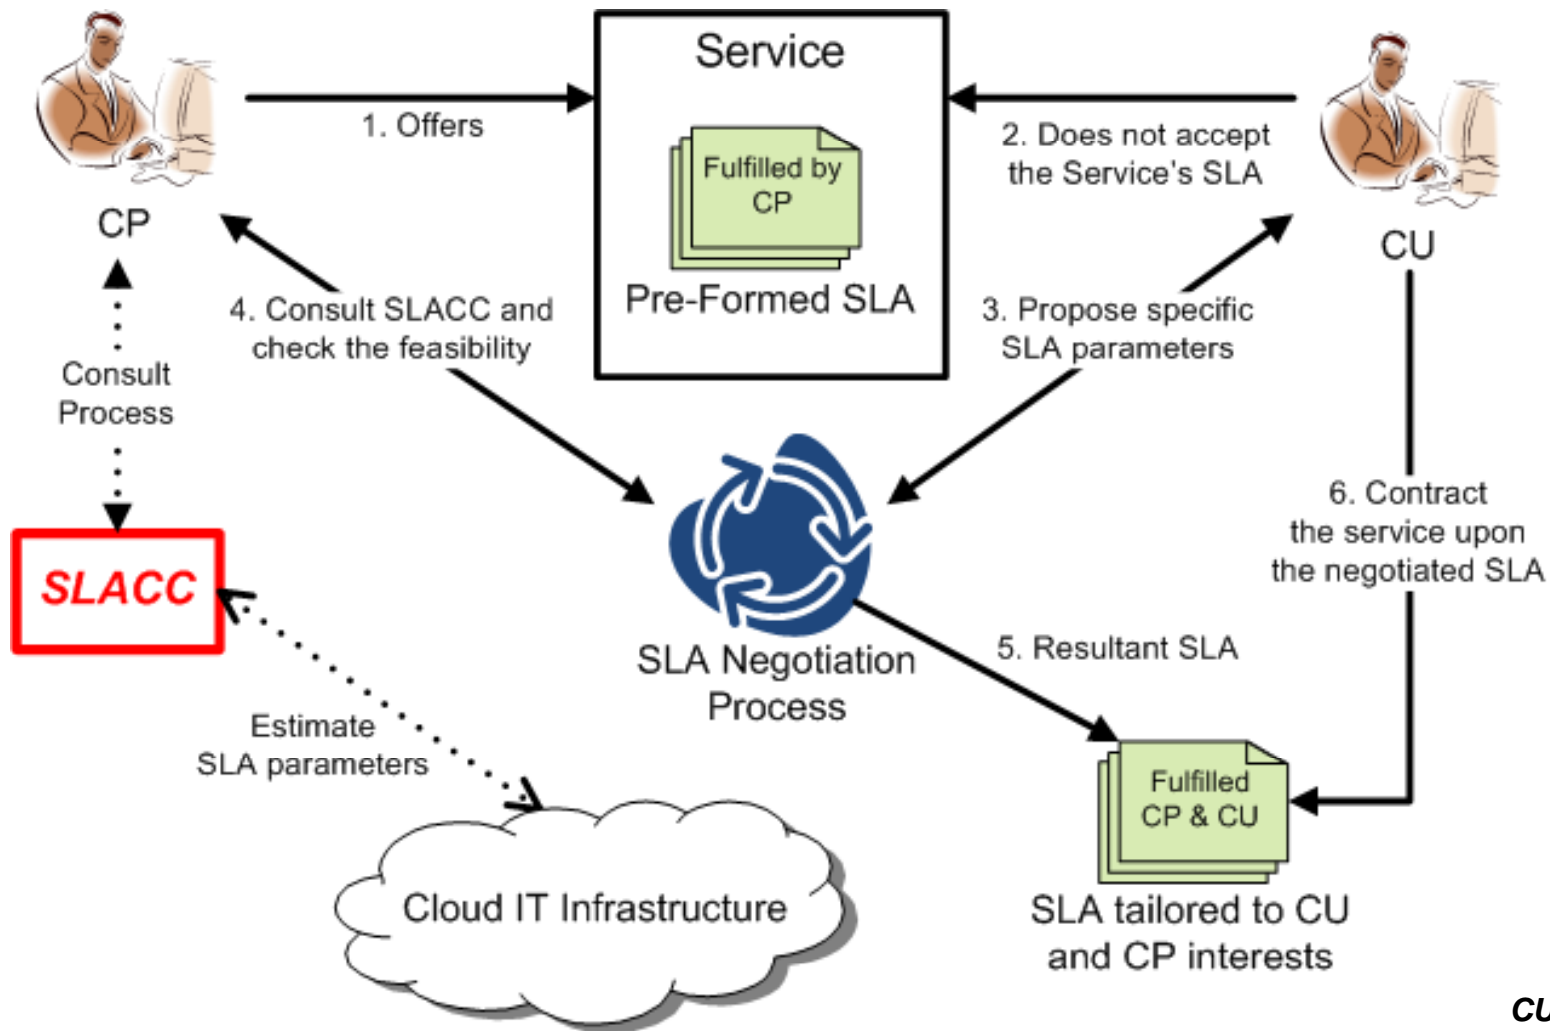 Service
1. Offers
2. Does not accept
the Service's SLA
Fulfilled by
CP
Pre-Formed SLA
CP
CU
4. Consult SLACC and
check the feasibility
3. Propose specific
SLA parameters
Consult
Process
6. Contract
the service upon
the negotiated SLA
SLACC
SLA Negotiation
Process
5. Resultant SLA
Estimate
SLA parameters
Fulfilled
CP & CU
Cloud IT Infrastructure
SLA tailored to CU
and CP interests
CU